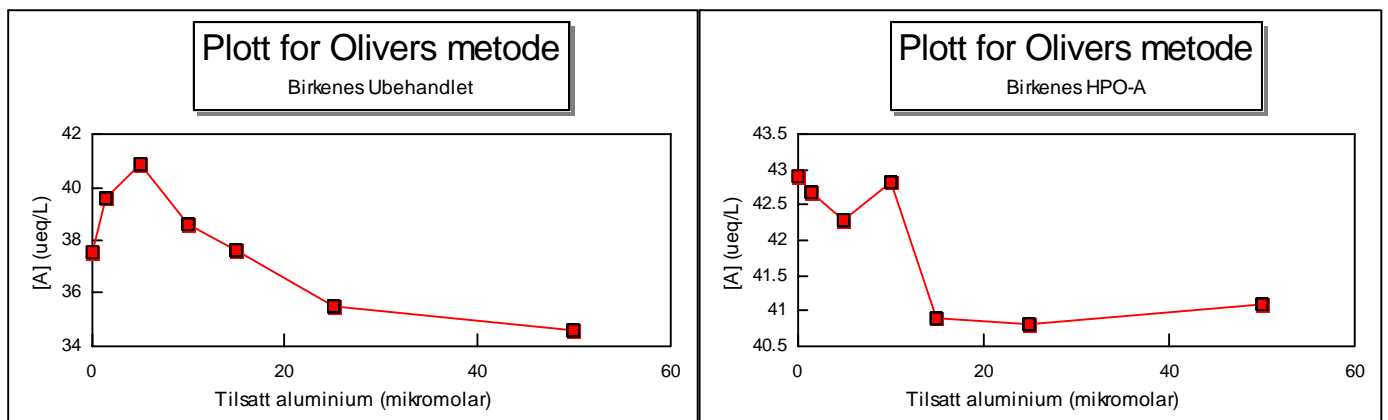 Plott for Olivers metode
Birkenes Ubehandlet
[A] (ueq/L)
42
40
38
36
34
0
20
40
60
Tilsatt aluminium (mikromolar)
Plott for Olivers metode
Birkenes HPO-A
[A] (ueq/L)
43.5
43
42.5
42
41.5
41
40.5
0
20
40
60
Tilsatt aluminium (mikromolar)